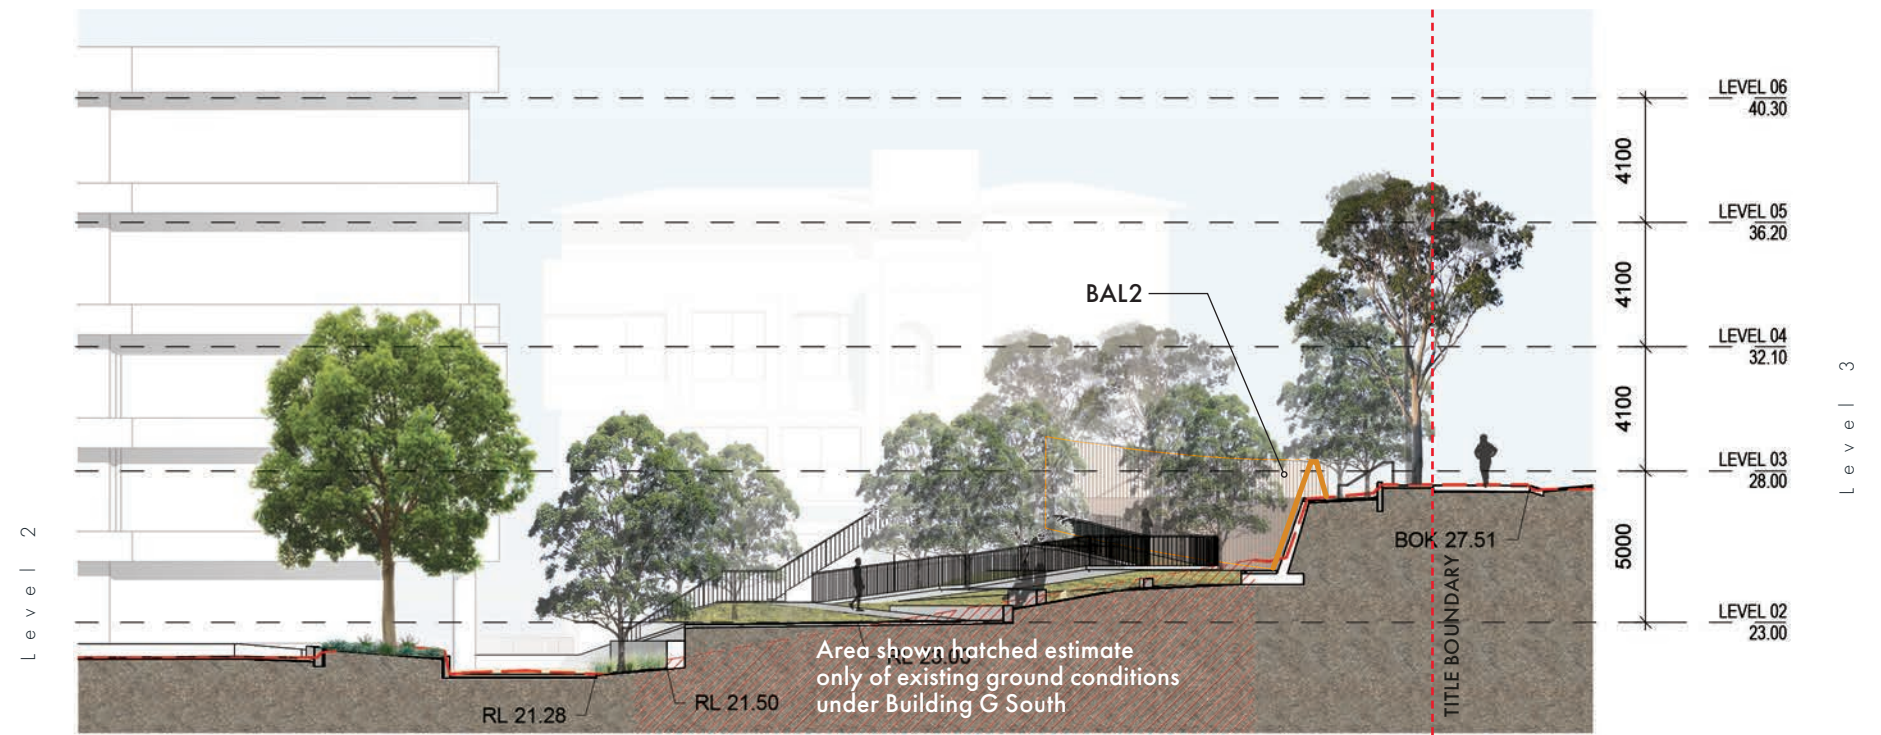 LEVEL 06
40.30
4100
LEVEL 05
36.20
4100
BAL2
LEVEL 04
32.10
4100
LEVEL 03
28.00
5000
BOK 27.51
LEVEL 02
23.00
TITLE BOUNDARY
Level 2
Level 3
Area shown hatched estimate
only of existing ground conditions
under Building G South
RL 21.50
RL 21.28